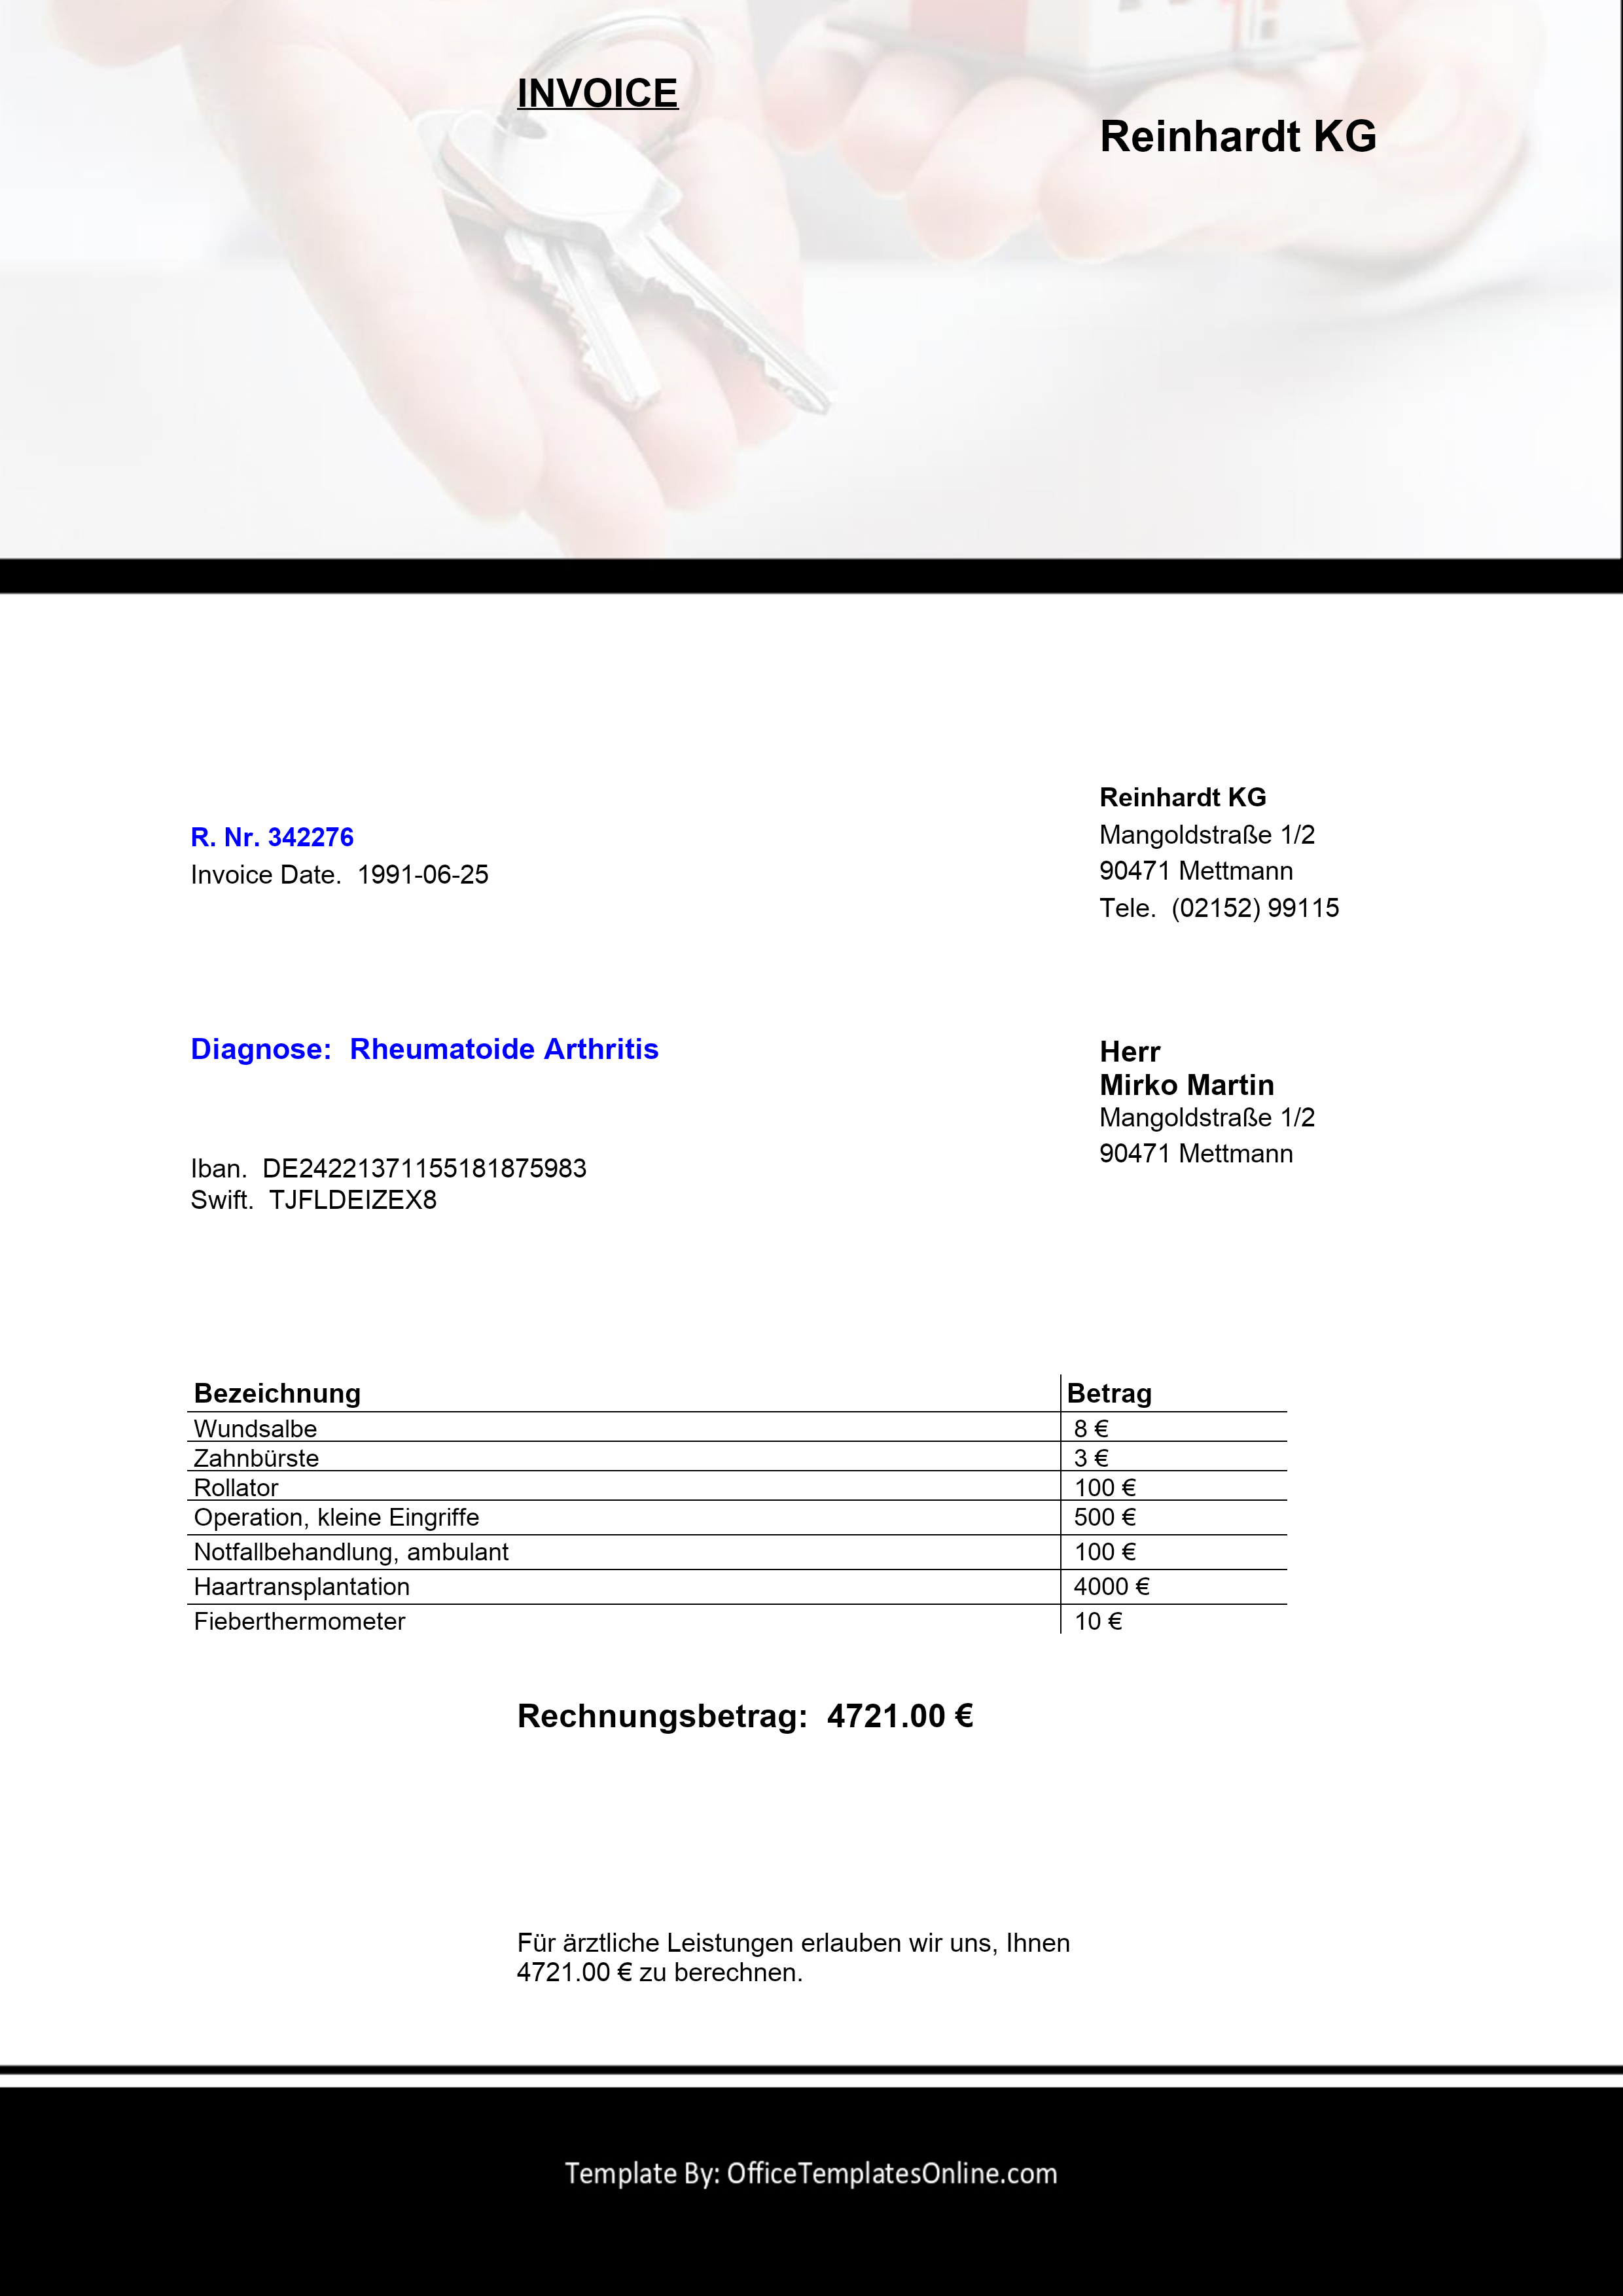 INVOICE
Reinhardt KG
Reinhardt KG
Mangoldstraße 1/2
90471 Mettmann
Tele. (02152) 99115
R. Nr. 342276
Invoice Date. 1991-06-25
Diagnose: Rheumatoide Arthritis
Herr
Mirko Martin
Mangoldstraße 1/2
90471 Mettmann
Iban. DE24221371155181875983
Swift. TJFLDEIZEX8
Bezeichnung Betrag
Wundsalbe 8 €
Zahnbürste 3 €
Rollator 100 €
Operation, kleine Eingriffe 500 €
Notfallbehandlung, ambulant 100 €
Haartransplantation 4000 €
Fieberthermometer 10 €
Rechnungsbetrag: 4721.00 €
Für ärztliche Leistungen erlauben wir uns, Ihnen
4721.00 € zu berechnen.
Template By: OfficeTemplatesOnline.com